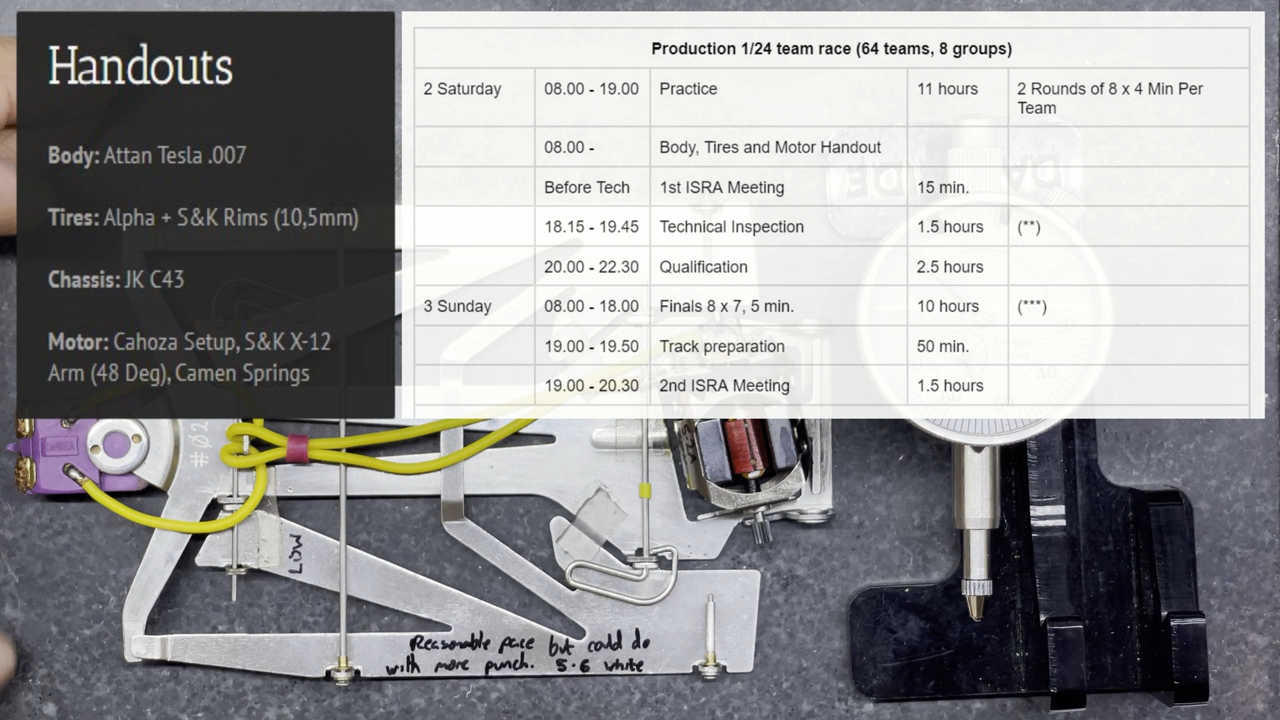 Handouts
Body: Attan Tesla .007
Tires: Alpha + S&K Rims (10,5mm)
Chassis: JK C43
Motor: Cahoza Setup, S&K X-12
Arm (48 Deg), Camen Springs
Production 1/24 team race (64 teams, 8 groups)
2 Saturday 08.00 - 19.00 Practice 11 hours 2 Rounds of 8 x 4 Min Per
Team
08.00 - Body, Tires and Motor Handout
Before Tech 1st ISRA Meeting 15 min.
18.15 - 19.45 Technical Inspection 1.5 hours (**)
20.00 - 22.30 Qualification 2.5 hours
3 Sunday 08.00 - 18.00 Finals 8 x 7, 5 min. 10 hours (***)
19.00 - 19.50 Track preparation 50 min.
19.00 - 20.30 2nd ISRA Meeting 1.5 hours
LOW
Reasonable pace but could do
with more punch. 5.6 white